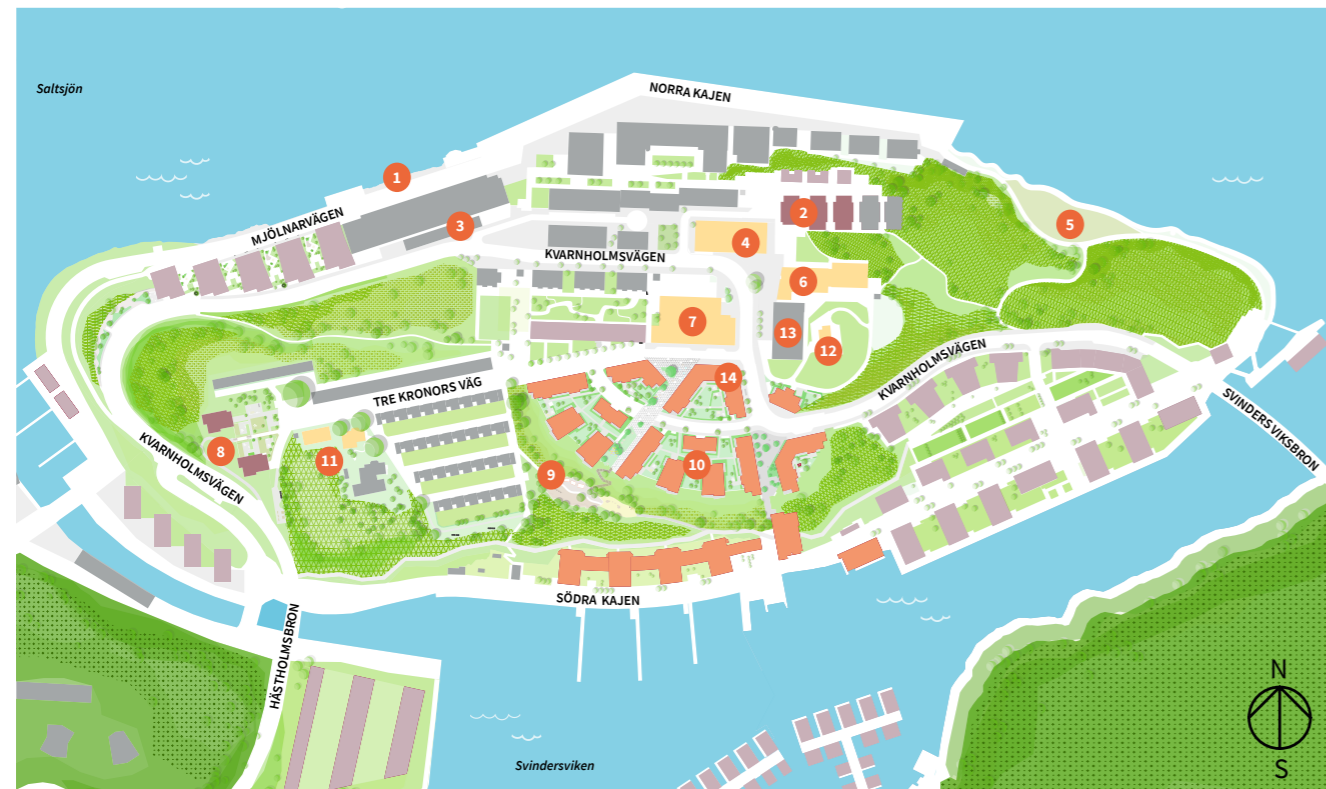 Saltsjön
NORRA KAJEN
1
MJÖLNARVÄGEN
2
3
5
4
KVARNHOLMSVÄGEN
6
7
13
12
14
KVARNHOLMSVÄGEN
TRE KRONORS VÄG
SVINDERSVIKSBRON
8
KVARNHOLMSVÄGEN
11
9
10
SÖDRA KAJEN
HÄSTHOLMSBRON
N
Svindersviken
S